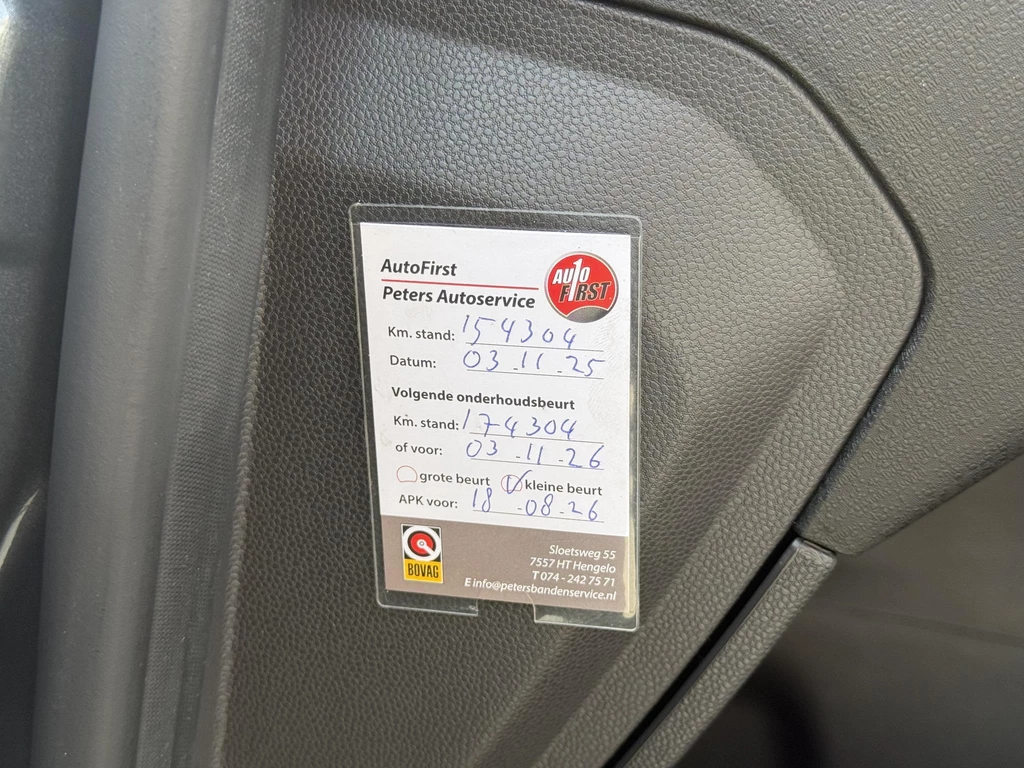 AutoFirst
Peters Autoservice
AUTO FIRST
Km. stand: 154304
Datum: 03.11.25
Volgende onderhoudsbeurt
Km. stand: 174304
of voor: 03.11.26
grote beurt kleine beurt
APK voor: 18.08.26
BOVAG
Sloetsweg 55
7557 HT Hengelo
T 074 - 242 75 71
E info@petersbandenservice.nl